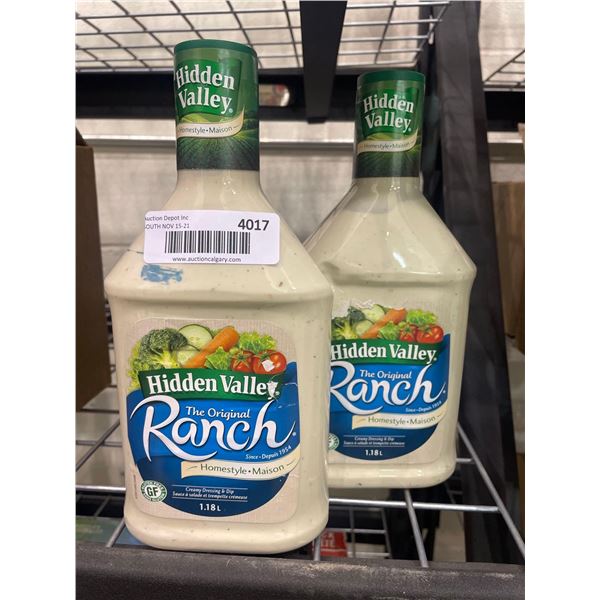 Hidden
Valley®
Homestyle • Maison
Auction Depot Inc
SOUTH NOV 15-21
4017
www.auctioncalgary.com
Hidden Valley
The Original
Ranch®
Since • Depuis 1954
Homestyle • Maison
GF
Creamy Dressing & Dip
Sauce à salade et trempette crémeuse
1.18 L
Hidden
Valley®
Homestyle • Maison
Hidden Valley®
The Original
Ranch®
Since • Depuis 1954
Homestyle • Maison
Creamy Dressing & Dip
Sauce à salade et trempette crémeuse
1.18 L